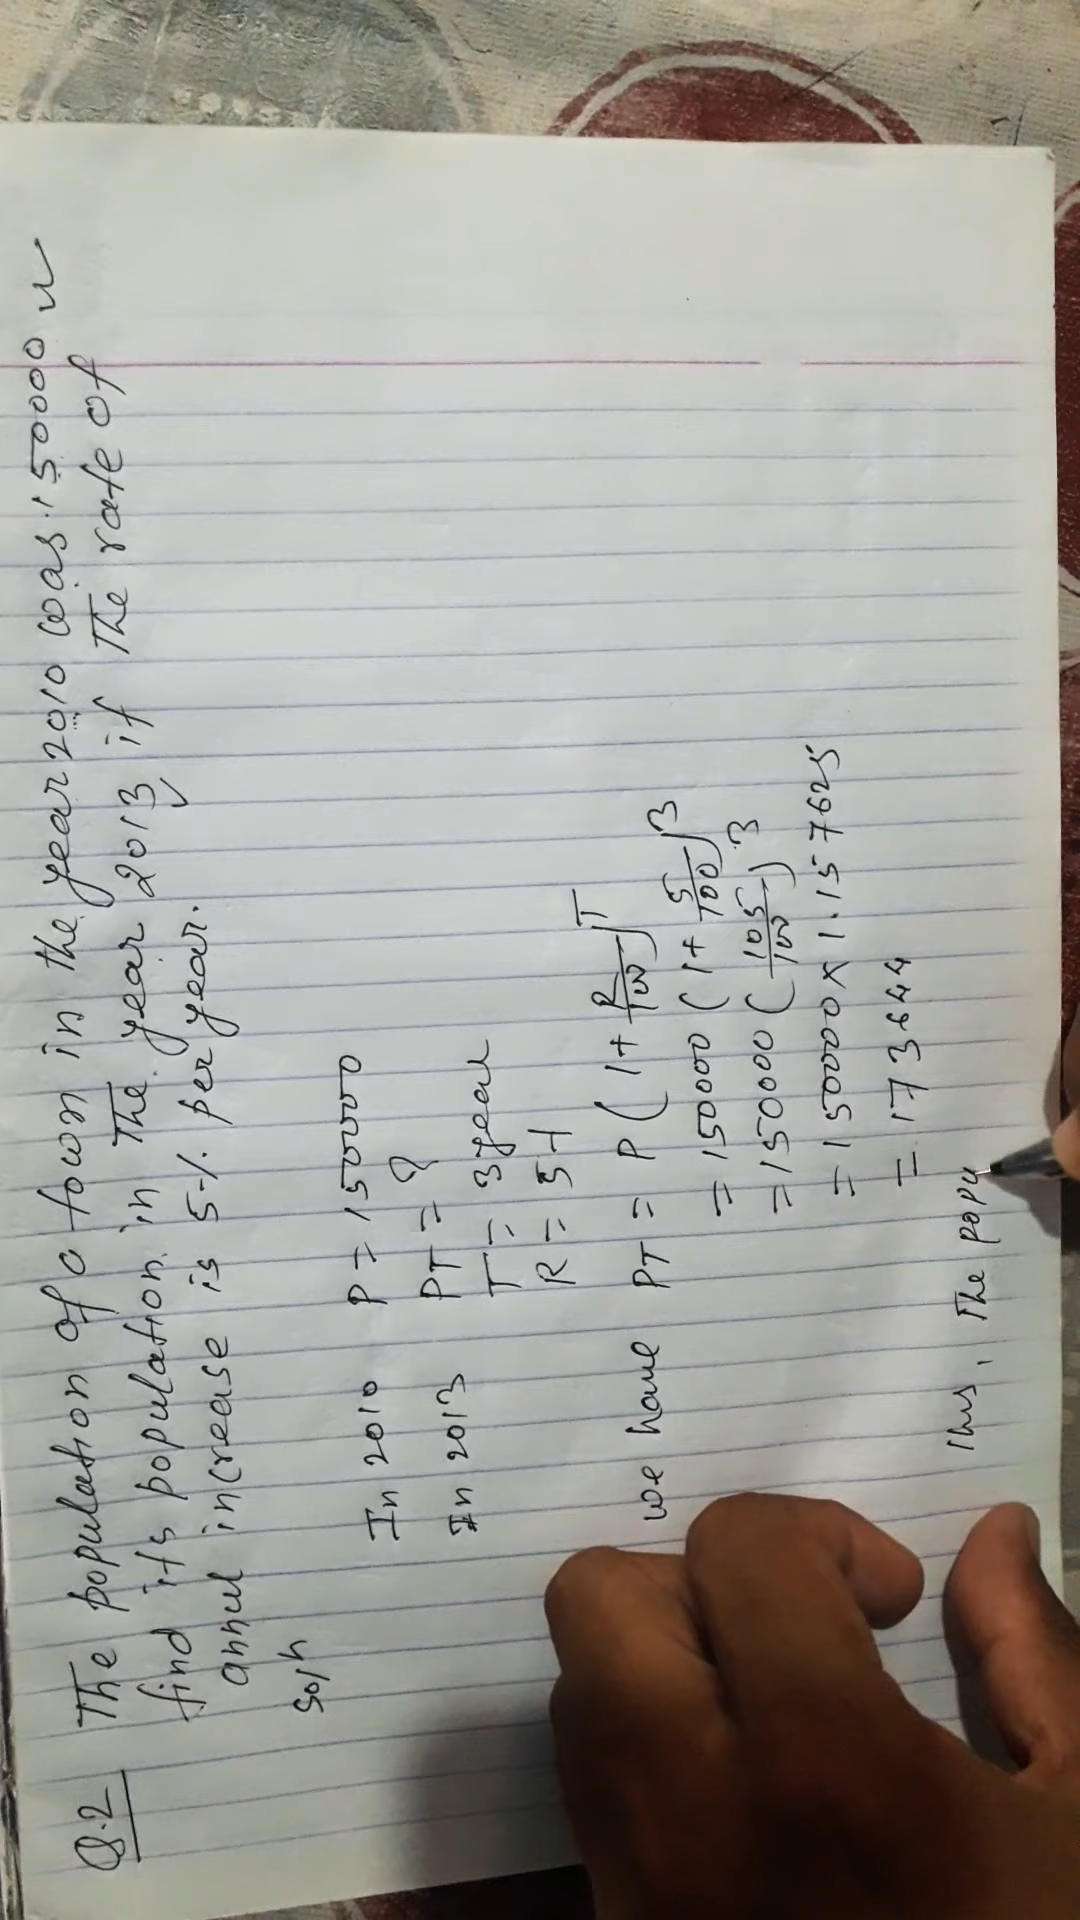 Q.2 The population of a town in the year 2010 was 150000
find its population in The year 2013 if The rate of
annul increase is 5% per year.
Soln
In 2010 P = 150000
In 2013 PT = ?
T = 3 year
R = 5%
we have PT = P (1 + R/100)^T
= 150000 (1 + 5/100)^3
= 150000 (105/100)^3
= 150000 × 1.157625
= 173644
Thus, The popu